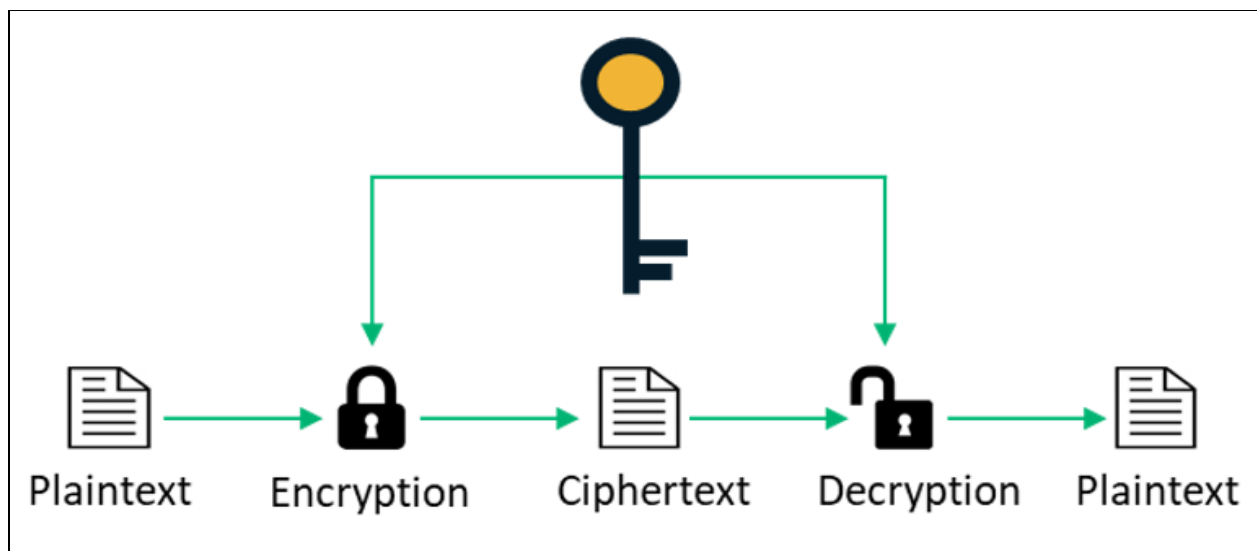 Plaintext
Encryption
Ciphertext
Decryption
Plaintext